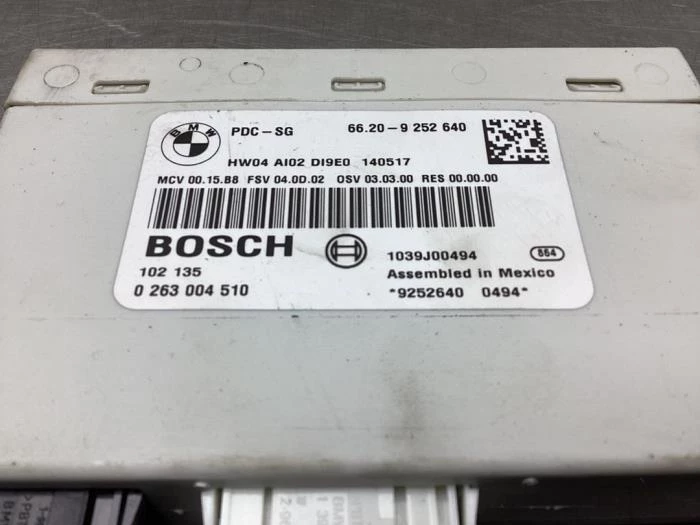 BMW
PDC-SG 66.20-9 252 640
HW04 AI02 DI9E0 140517
MCV 00.15.B8 FSV 04.0D.02 OSV 03.03.00 RES 00.00.00
BOSCH 1039J00494 864
102 135 Assembled in Mexico
0 263 004 510 *9252640 0494*